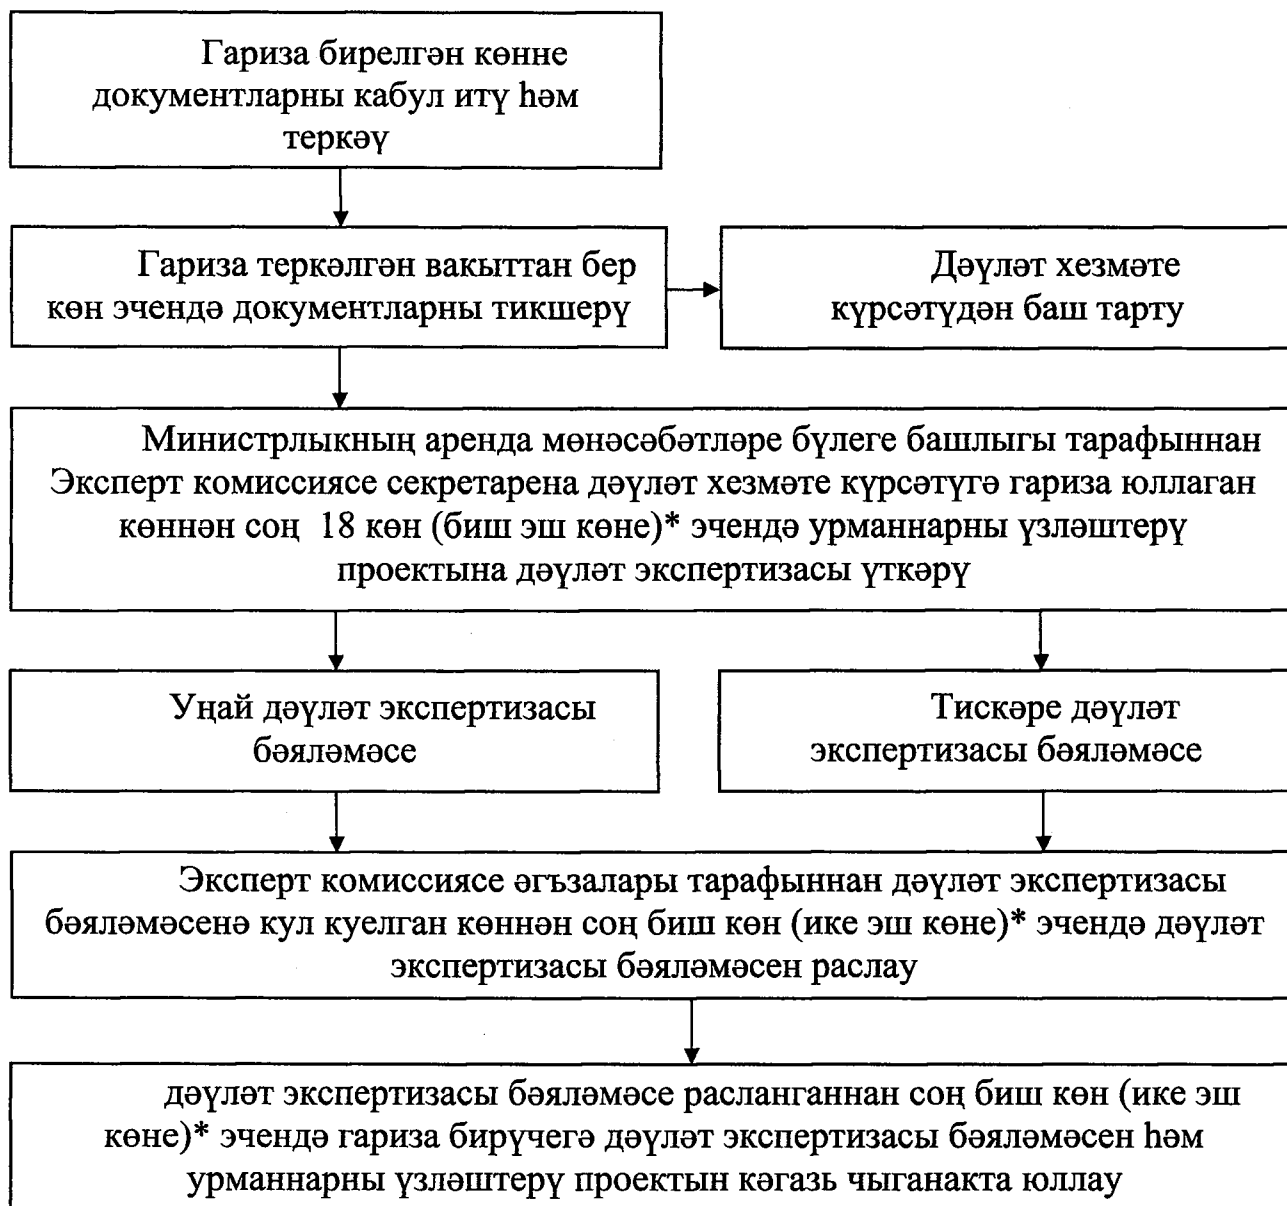 Гариза бирелгән көнне
документларны кабул итү һәм
теркәү
Гариза теркәлгән вакыттан бер
көн эчендә документларны тикшерү
Дәүләт хезмәте
күрсәтүдән баш тарту
Министрлыкның аренда мөнәсәбәтләре бүлеге башлыгы тарафыннан
Эксперт комиссиясе секретарена дәүләт хезмәте күрсәтүгә гариза юллаган
көннән соң 18 көн (биш эш көне)* эчендә урманнарны үзләштерү
проектына дәүләт экспертизасы үткәрү
Уңай дәүләт экспертизасы
бәяләмәсе
Тискәре дәүләт
экспертизасы бәяләмәсе
Эксперт комиссиясе әгъзалары тарафыннан дәүләт экспертизасы
бәяләмәсенә кул куелган көннән соң биш көн (ике эш көне)* эчендә дәүләт
экспертизасы бәяләмәсен раслау
дәүләт экспертизасы бәяләмәсе расланганнан соң биш көн (ике эш
көне)* эчендә гариза бирүчегә дәүләт экспертизасы бәяләмәсен һәм
урманнарны үзләштерү проектын кәгазь чыганакта юллау